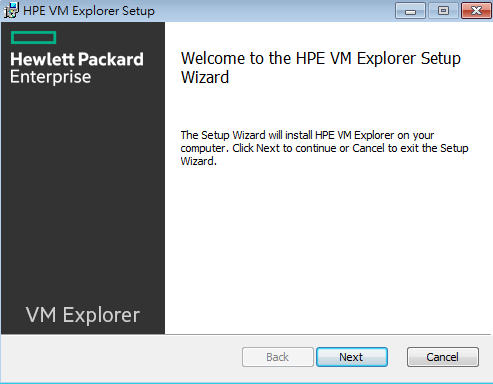 HPE VM Explorer Setup
Hewlett Packard
Enterprise
Welcome to the HPE VM Explorer Setup
Wizard
The Setup Wizard will install HPE VM Explorer on your
computer. Click Next to continue or Cancel to exit the Setup
Wizard.
VM Explorer
Back
Next
Cancel